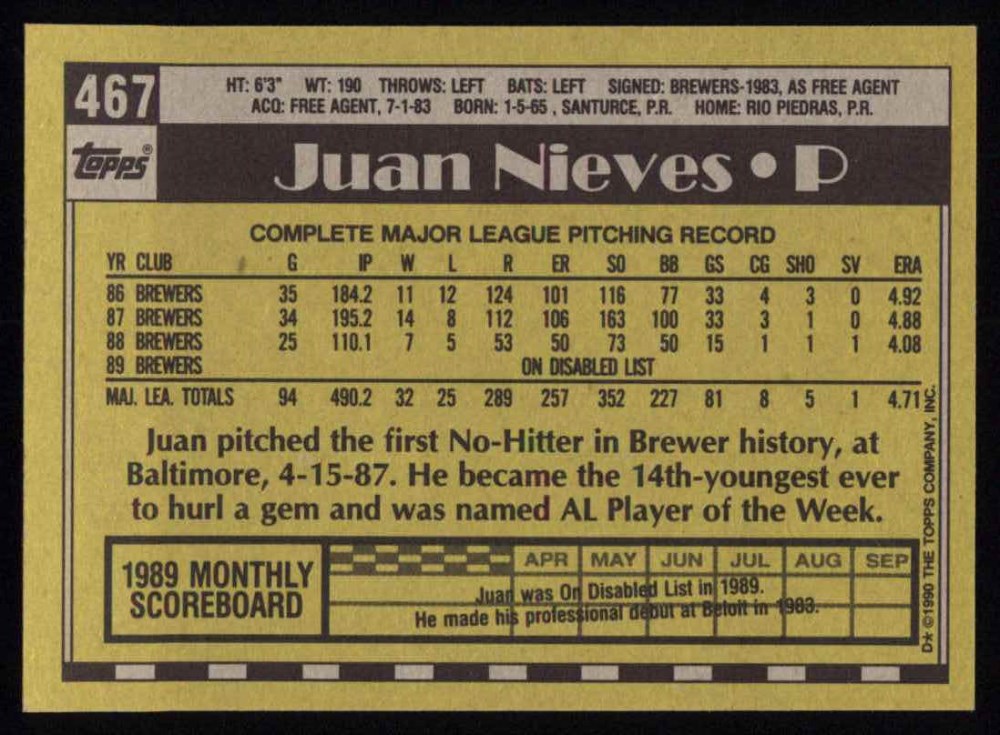 467
HT: 6'3" WT: 190 THROWS: LEFT BATS: LEFT SIGNED: BREWERS-1983, AS FREE AGENT
ACQ: FREE AGENT, 7-1-83 BORN: 1-5-65 , SANTURCE, P.R. HOME: RIO PIEDRAS, P.R.
topps®
Juan Nieves • P
COMPLETE MAJOR LEAGUE PITCHING RECORD
YR CLUB G IP W L R ER SO BB GS CG SHO SV ERA
86 BREWERS 35 184.2 11 12 124 101 116 77 33 4 3 0 4.92
87 BREWERS 34 195.2 14 8 112 106 163 100 33 3 1 0 4.88
88 BREWERS 25 110.1 7 5 53 50 73 50 15 1 1 1 4.08
89 BREWERS ON DISABLED LIST
MAJ. LEA. TOTALS 94 490.2 32 25 289 257 352 227 81 8 5 1 4.71
Juan pitched the first No-Hitter in Brewer history, at
Baltimore, 4-15-87. He became the 14th-youngest ever
to hurl a gem and was named AL Player of the Week.
1989 MONTHLY
SCOREBOARD
APR MAY JUN JUL AUG SEP
Juan was On Disabled List in 1989.
He made his professional debut at Beloit in 1983.
D* ©1990 THE TOPPS COMPANY, INC.